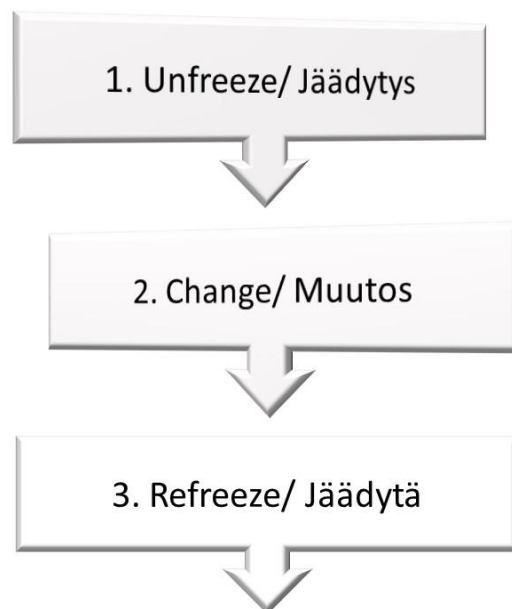 1. Unfreeze/ Jäädytys
2. Change/ Muutos
3. Refreeze/ Jäädytä